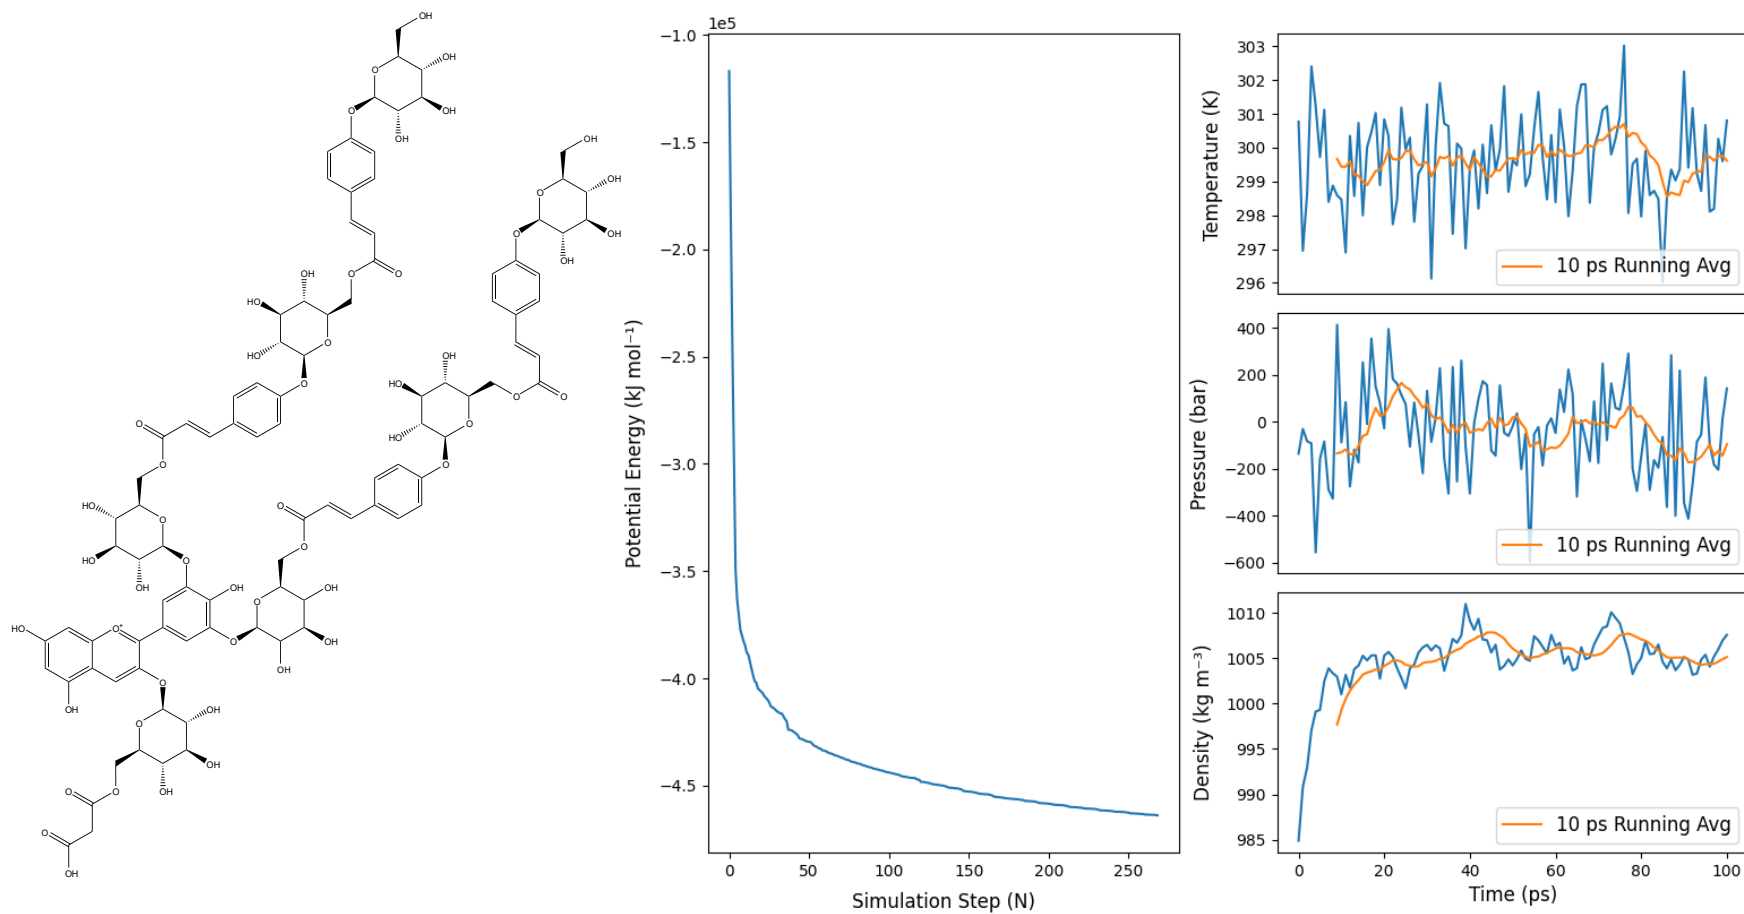 OH
O
OH
OH
OH
O
OH
O
OH
OH
OH
O
O
O
OH
HO
O
HO
O
OH
HO
O
O
HO
O
O
O
O
O
HO
O
HO
O
OH
O
O
O
OH
OH
OH
O
HO
O+
O
OH
O
OH
O
OH
O
OH
OH
O
O
O
OH
1e5
−1.0
−1.5
−2.0
−2.5
−3.0
−3.5
−4.0
−4.5
Potential Energy (kJ mol⁻¹)
0
50
100
150
200
250
Simulation Step (N)
303
302
301
300
299
298
297
296
Temperature (K)
10 ps Running Avg
400
200
0
−200
−400
−600
Pressure (bar)
10 ps Running Avg
1010
1005
1000
995
990
985
Density (kg m⁻³)
10 ps Running Avg
0
20
40
60
80
100
Time (ps)